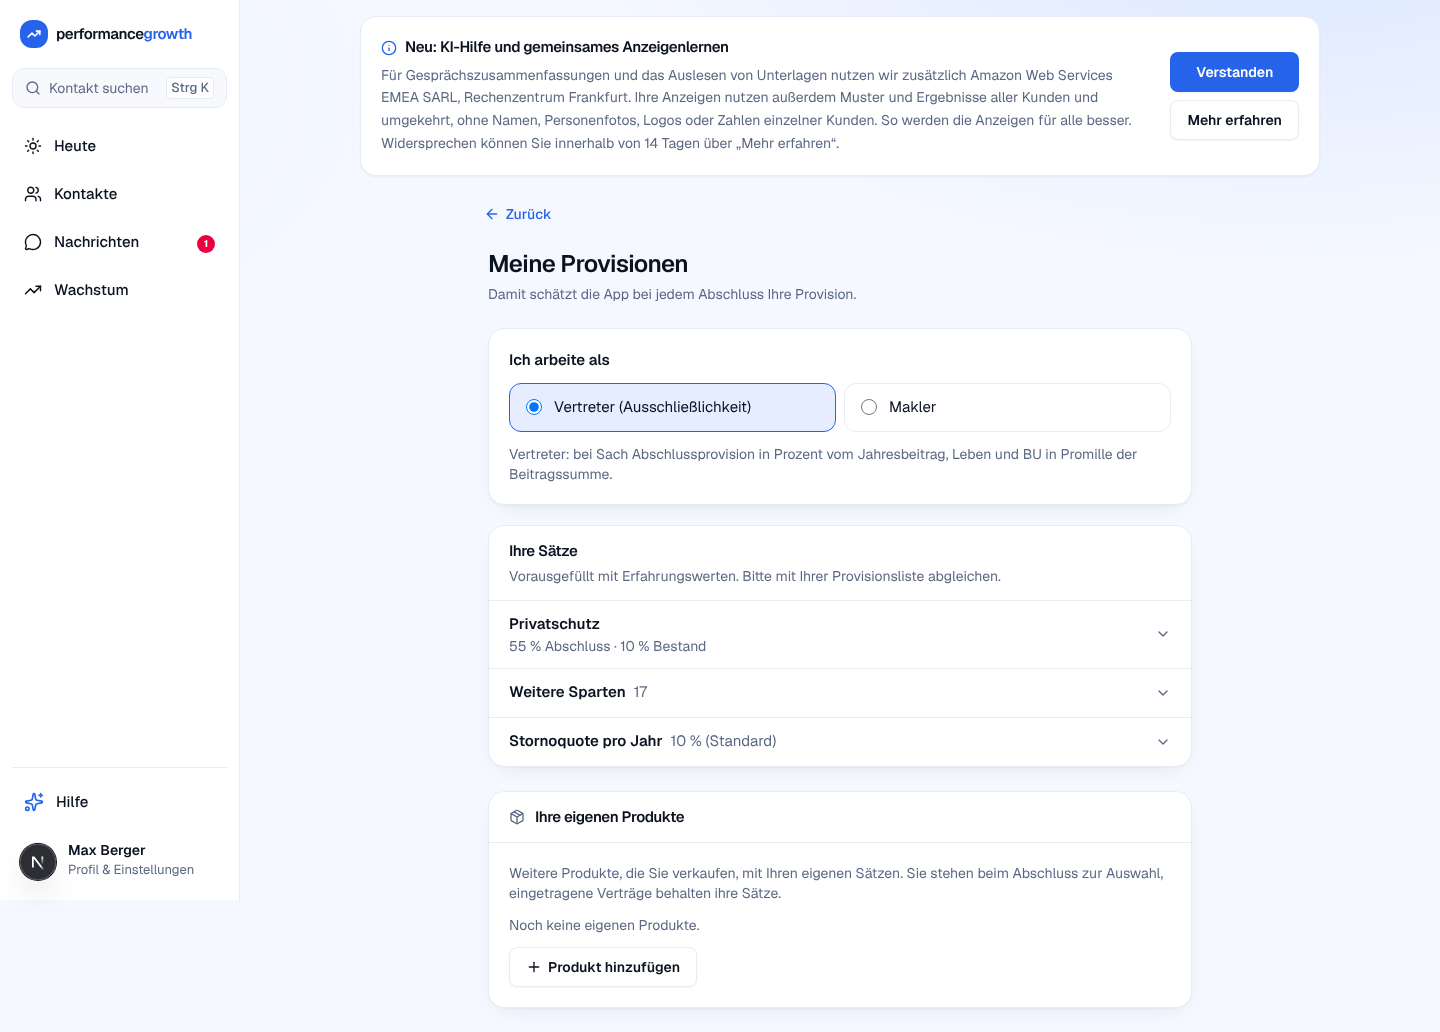 performancegrowth
Kontakt suchen Strg K
Heute
Kontakte
Nachrichten 1
Wachstum
Hilfe
N
Max Berger
Profil & Einstellungen
Neu: KI-Hilfe und gemeinsames Anzeigenlernen
Für Gesprächszusammenfassungen und das Auslesen von Unterlagen nutzen wir zusätzlich Amazon Web Services
EMEA SARL, Rechenzentrum Frankfurt. Ihre Anzeigen nutzen außerdem Muster und Ergebnisse aller Kunden und
umgekehrt, ohne Namen, Personenfotos, Logos oder Zahlen einzelner Kunden. So werden die Anzeigen für alle besser.
Widersprechen können Sie innerhalb von 14 Tagen über „Mehr erfahren“.
Verstanden
Mehr erfahren
Zurück
Meine Provisionen
Damit schätzt die App bei jedem Abschluss Ihre Provision.
Ich arbeite als
Vertreter (Ausschließlichkeit)
Makler
Vertreter: bei Sach Abschlussprovision in Prozent vom Jahresbeitrag, Leben und BU in Promille der
Beitragssumme.
Ihre Sätze
Vorausgefüllt mit Erfahrungswerten. Bitte mit Ihrer Provisionsliste abgleichen.
Privatschutz
55 % Abschluss · 10 % Bestand
Weitere Sparten 17
Stornoquote pro Jahr 10 % (Standard)
Ihre eigenen Produkte
Weitere Produkte, die Sie verkaufen, mit Ihren eigenen Sätzen. Sie stehen beim Abschluss zur Auswahl,
eingetragene Verträge behalten ihre Sätze.
Noch keine eigenen Produkte.
Produkt hinzufügen